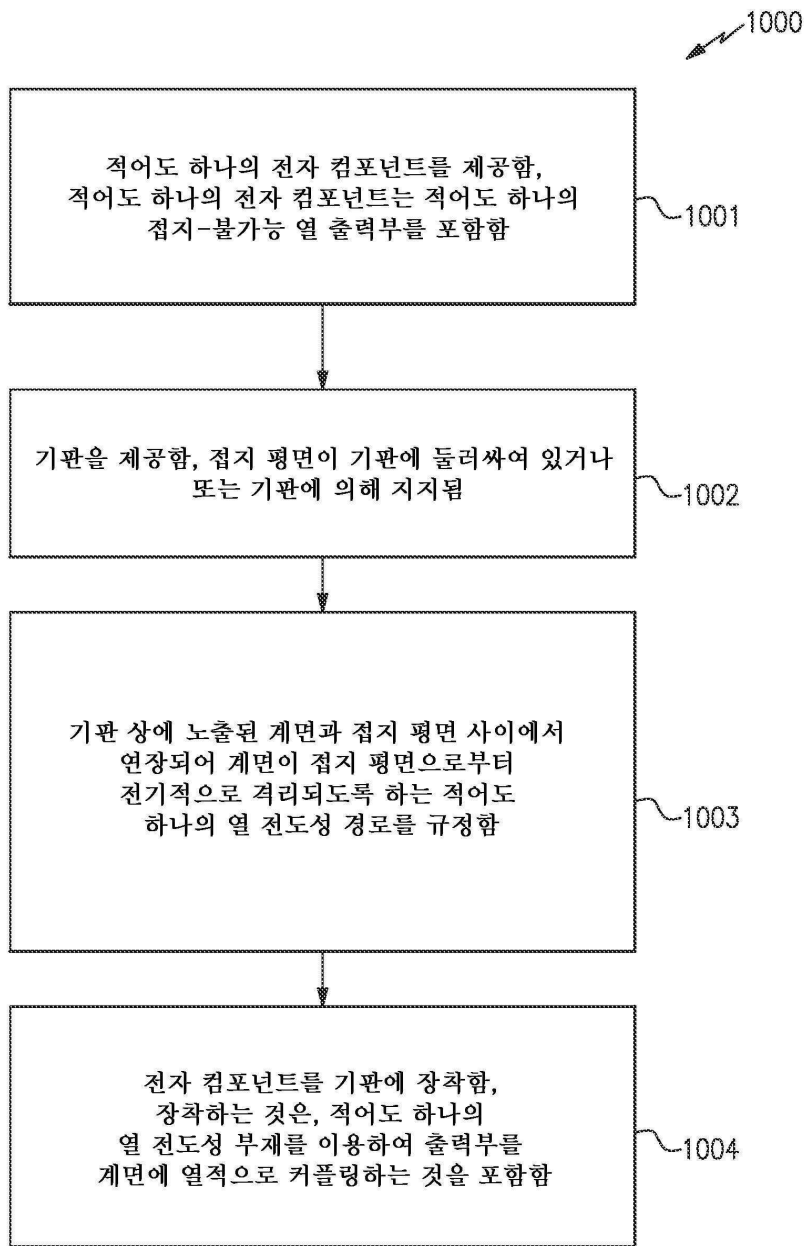 1000
적어도 하나의 전자 컴포넌트를 제공함,
적어도 하나의 전자 컴포넌트는 적어도 하나의
접지-불가능 열 출력부를 포함함
1001
기판을 제공함, 접지 평면이 기판에 둘러싸여 있거나
또는 기판에 의해 지지됨
1002
기판 상에 노출된 계면과 접지 평면 사이에서
연장되어 계면이 접지 평면으로부터
전기적으로 격리되도록 하는 적어도
하나의 열 전도성 경로를 규정함
1003
전자 컴포넌트를 기판에 장착함,
장착하는 것은, 적어도 하나의
열 전도성 부재를 이용하여 출력부를
계면에 열적으로 커플링하는 것을 포함함
1004